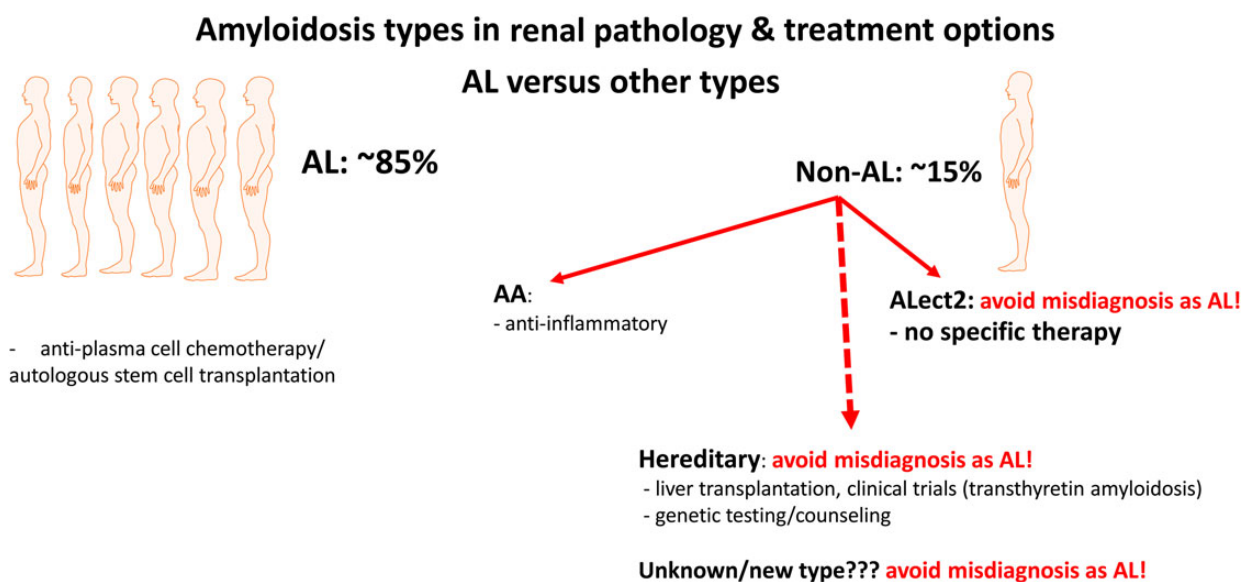 Amyloidosis types in renal pathology & treatment options
AL versus other types
AL: ~85%
Non-AL: ~15%
- anti-plasma cell chemotherapy/
autologous stem cell transplantation
AA:
- anti-inflammatory
ALect2: avoid misdiagnosis as AL!
- no specific therapy
Hereditary: avoid misdiagnosis as AL!
- liver transplantation, clinical trials (transthyretin amyloidosis)
- genetic testing/counseling
Unknown/new type??? avoid misdiagnosis as AL!